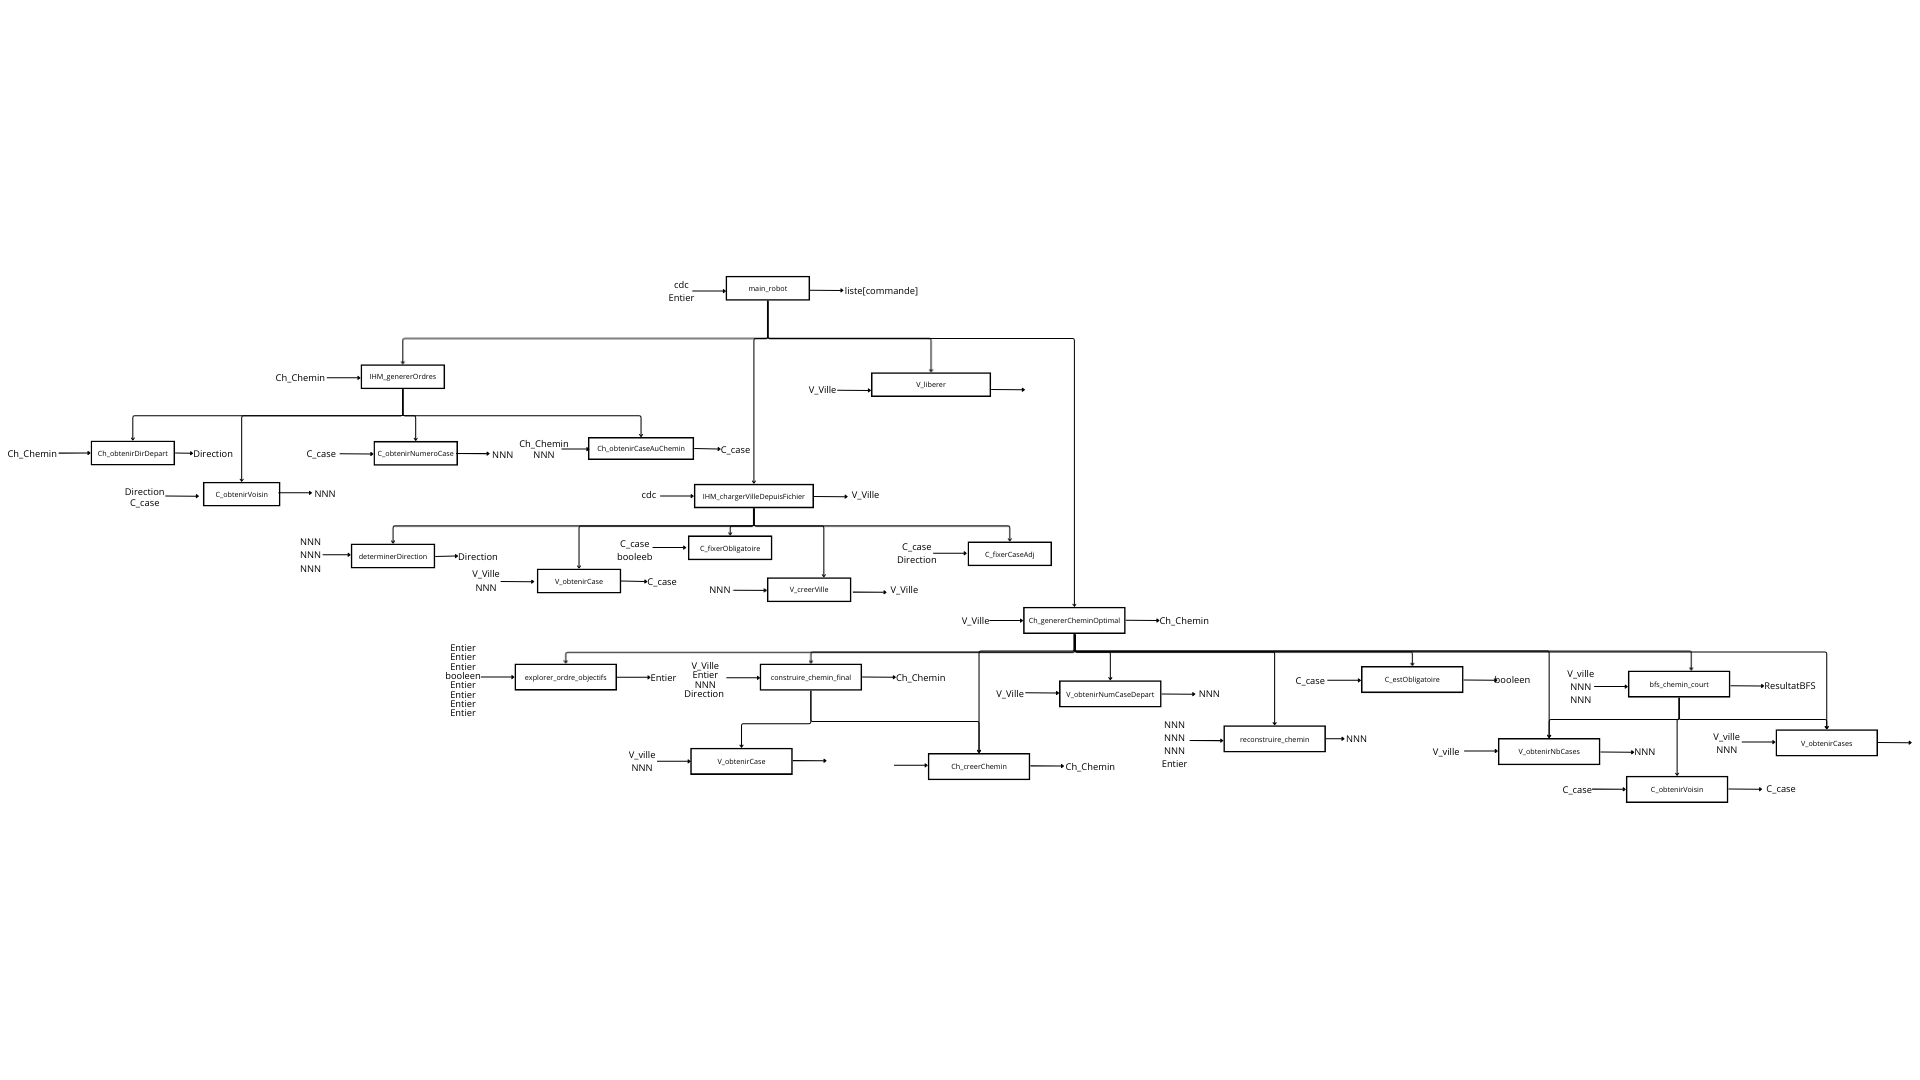 cdc
Entier
main_robot
liste[commande]
Ch_Chemin
IHM_genererOrdres
V_Ville
V_liberer
Ch_Chemin
Ch_obtenirDirDepart
Direction
C_case
C_obtenirNumeroCase
NNN
Ch_Chemin
NNN
Ch_obtenirCaseAuChemin
C_case
Direction
C_case
C_obtenirVoisin
NNN
cdc
IHM_chargerVilleDepuisFichier
V_Ville
NNN
NNN
NNN
determinerDirection
Direction
V_Ville
NNN
V_obtenirCase
C_case
C_case
booleeb
C_fixerObligatoire
NNN
V_creerVille
V_Ville
C_case
Direction
C_fixerCaseAdj
V_Ville
Ch_genererCheminOptimal
Ch_Chemin
Entier
Entier
Entier
booleen
Entier
Entier
Entier
Entier
explorer_ordre_objectifs
Entier
V_Ville
Entier
NNN
Direction
construire_chemin_final
Ch_Chemin
V_Ville
V_obtenirNumCaseDepart
NNN
C_case
C_estObligatoire
booleen
V_ville
NNN
NNN
bfs_chemin_court
ResultatBFS
NNN
NNN
NNN
Entier
reconstruire_chemin
NNN
V_ville
NNN
V_obtenirCase
Ch_creerChemin
Ch_Chemin
V_ville
V_obtenirNbCases
NNN
V_ville
NNN
V_obtenirCases
C_case
C_obtenirVoisin
C_case